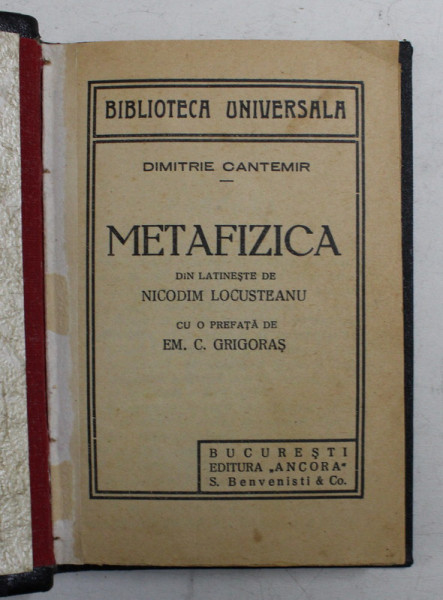 BIBLIOTECA UNIVERSALA
DIMITRIE CANTEMIR
METAFIZICA
DIN LATINEȘTE DE
NICODIM LOCUSTEANU
CU O PREFAȚĂ DE
EM. C. GRIGORAȘ
BUCUREȘTI
EDITURA „ANCORA"
S. Benvenisti & Co.